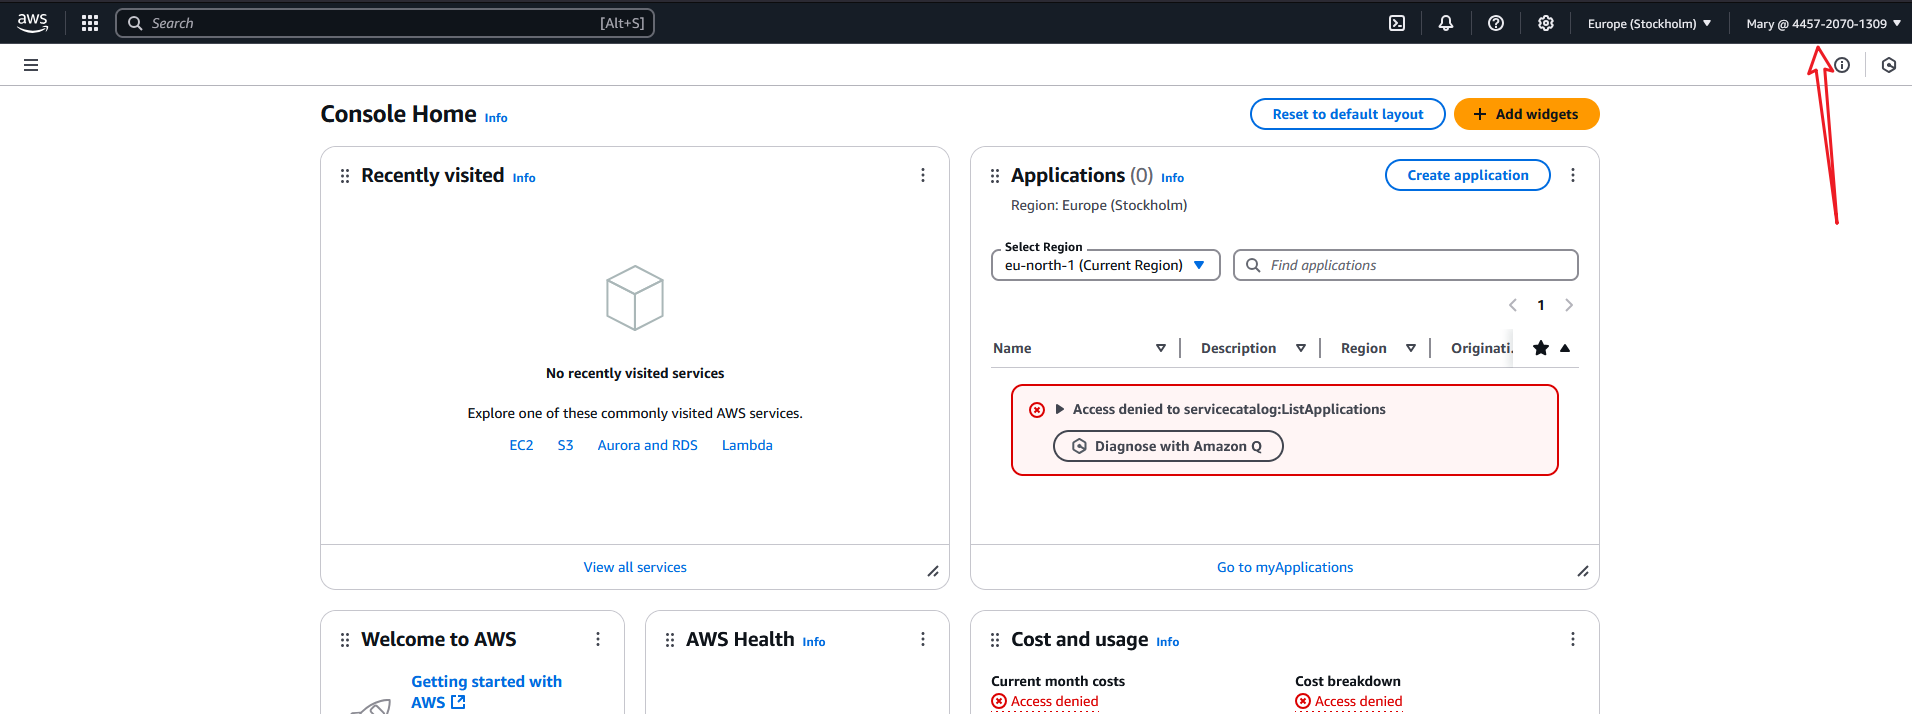 aws
Search [Alt+S]
Europe (Stockholm)
Mary @ 4457-2070-1309
Console Home Info
Reset to default layout
Add widgets
Recently visited Info
No recently visited services
Explore one of these commonly visited AWS services.
EC2 S3 Aurora and RDS Lambda
View all services
Applications (0) Info
Create application
Region: Europe (Stockholm)
Select Region
eu-north-1 (Current Region)
Find applications
1
Name Description Region Originati.
Access denied to servicecatalog:ListApplications
Diagnose with Amazon Q
Go to myApplications
Welcome to AWS
Getting started with
AWS
AWS Health Info
Cost and usage Info
Current month costs
Access denied
Cost breakdown
Access denied